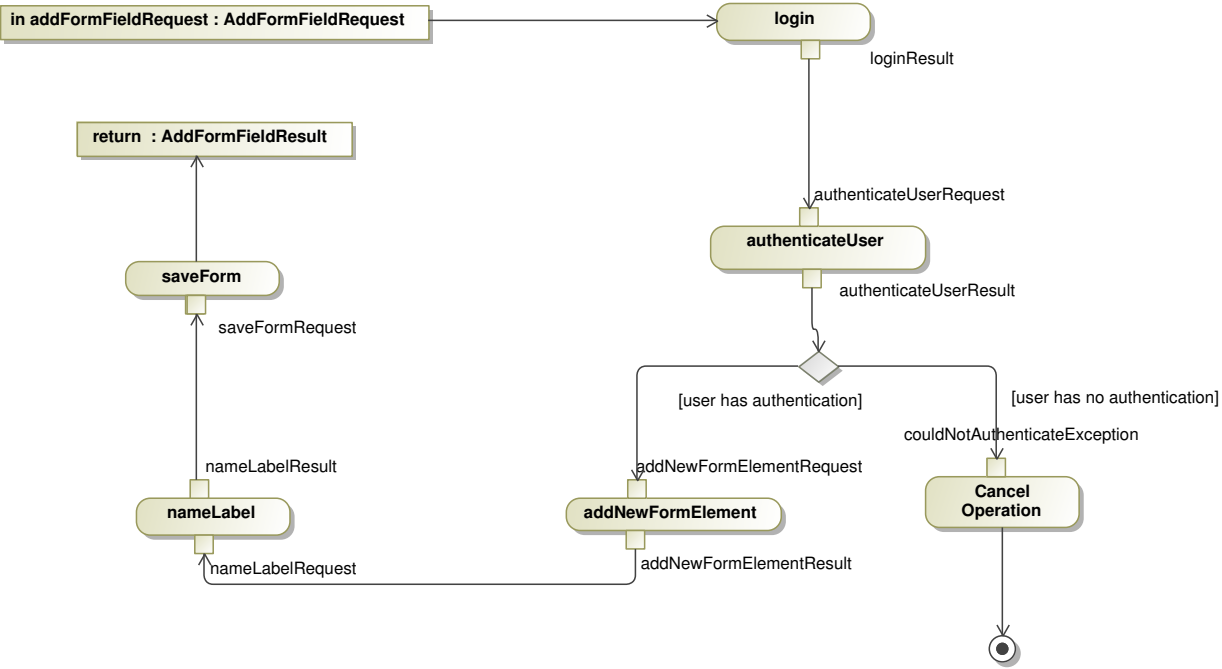 in addFormFieldRequest : AddFormFieldRequest
login
loginResult
return : AddFormFieldResult
authenticateUserRequest
authenticateUser
authenticateUserResult
saveForm
saveFormRequest
[user has authentication]
[user has no authentication]
couldNotAuthenticateException
nameLabelResult
addNewFormElementRequest
nameLabel
addNewFormElement
Cancel
Operation
nameLabelRequest
addNewFormElementResult